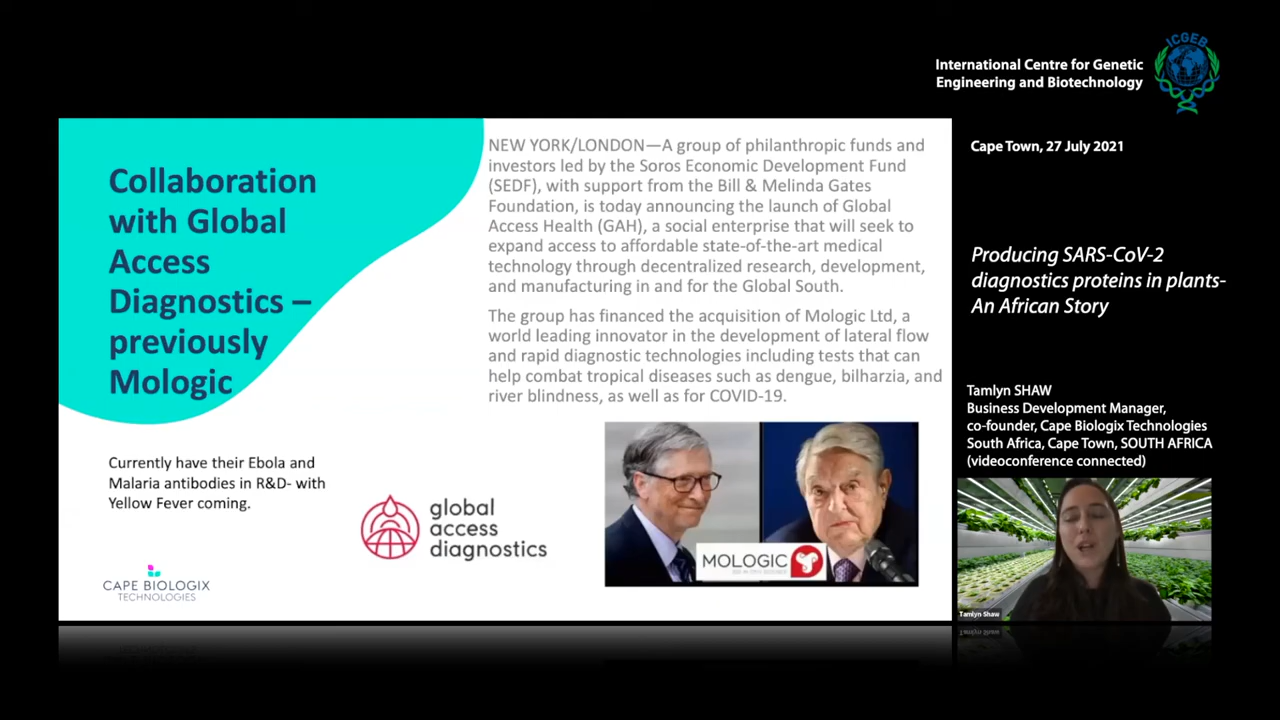 ICGEB
International Centre for Genetic
Engineering and Biotechnology
Cape Town, 27 July 2021
Collaboration
with Global
Access
Diagnostics –
previously
Mologic
NEW YORK/LONDON—A group of philanthropic funds and
investors led by the Soros Economic Development Fund
(SEDF), with support from the Bill & Melinda Gates
Foundation, is today announcing the launch of Global
Access Health (GAH), a social enterprise that will seek to
expand access to affordable state-of-the-art medical
technology through decentralized research, development,
and manufacturing in and for the Global South.
The group has financed the acquisition of Mologic Ltd, a
world leading innovator in the development of lateral flow
and rapid diagnostic technologies including tests that can
help combat tropical diseases such as dengue, bilharzia, and
river blindness, as well as for COVID-19.
Currently have their Ebola and
Malaria antibodies in R&D- with
Yellow Fever coming.
global
access
diagnostics
MOLOGIC
CAPE BIOLOGIX
TECHNOLOGIES
Producing SARS-CoV-2
diagnostics proteins in plants-
An African Story
Tamlyn SHAW
Business Development Manager,
co-founder, Cape Biologix Technologies
South Africa, Cape Town, SOUTH AFRICA
(videoconference connected)
Tamlyn Shaw